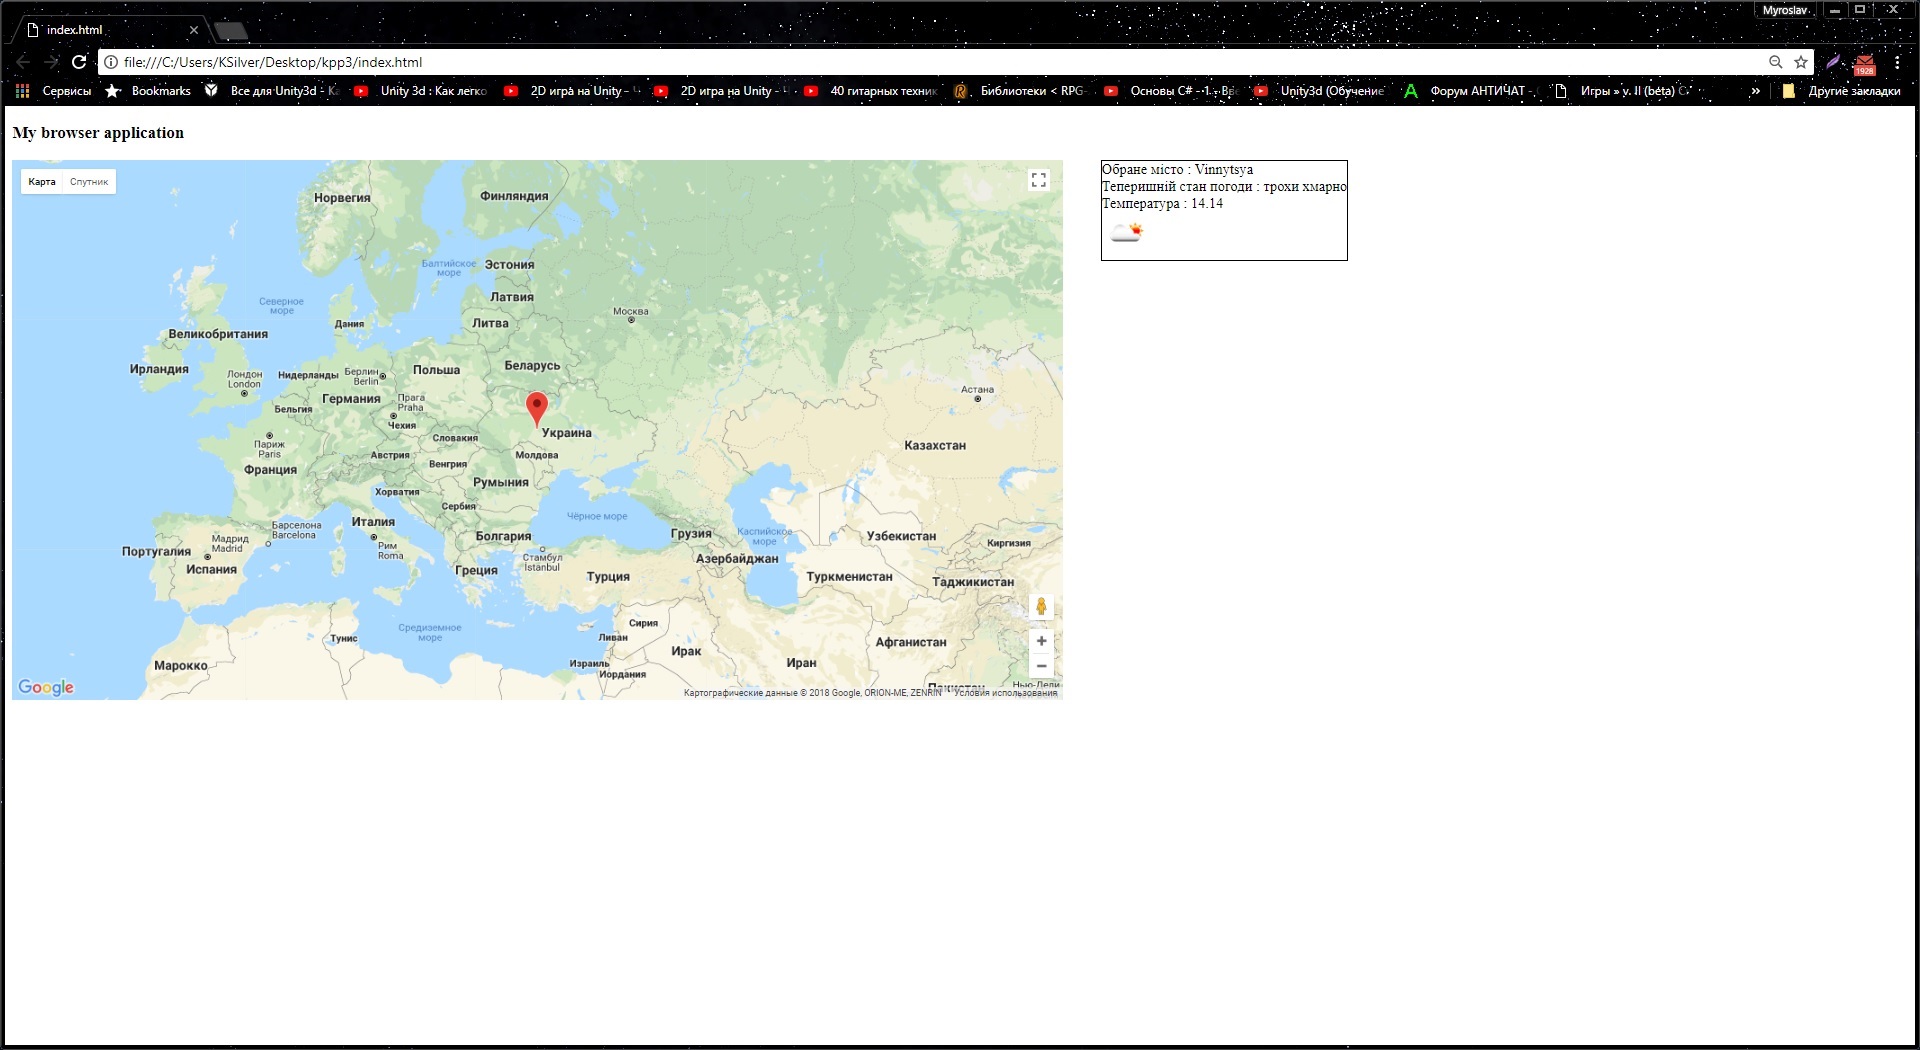 Myroslav
index.html
file:///C:/Users/KSilver/Desktop/kpp3/index.html
1928
Сервисы
Bookmarks
Все для Unity3d -
Unity 3d : Как легко
2D игра на Unity -
2D игра на Unity -
40 гитарных техник
Библиотеки < RPG-
Основы C# - 1 -
Unity3d (Обучение
Форум АНТИЧАТ -
Игры » v. II (beta)
»
Другие закладки
My browser application
Карта
Спутник
Обране місто : Vinnytsya
Теперишній стан погоди : трохи хмарно
Температура : 14.14
Норвегия
Финляндия
Балтийское
море
Эстония
Северное
море
Латвия
Москва
Дания
Литва
Великобритания
Беларусь
Ирландия
Лондон
London
Нидерланды
Берлин
Berlin
Польша
Астана
Германия
Прага
Praha
Бельгия
Чехия
Украина
Словакия
Париж
Paris
Казахстан
Австрия
Молдова
Венгрия
Франция
Румыния
Хорватия
Сербия
Чёрное море
Италия
Барселона
Barcelona
Мадрид
Madrid
Болгария
Грузия
Каспийское
море
Узбекистан
Киргизия
Португалия
Рим
Roma
Стамбул
İstanbul
Азербайджан
Испания
Греция
Турция
Туркменистан
Таджикистан
Средиземное
море
Сирия
Тунис
Ливан
Афганистан
Ирак
Марокко
Израиль
Иран
Иордания
Пакистан
Нью-Дели
Google
Картографические данные © 2018 Google, ORION-ME, ZENRIN
Условия использования